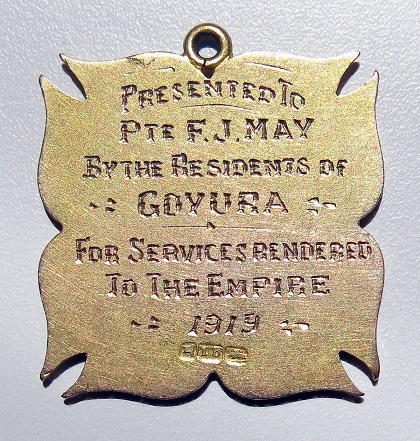 PRESENTED TO
PTE F.J. MAY
BY THE RESIDENTS OF
GOYURA
FOR SERVICES RENDERED
TO THE EMPIRE
1919